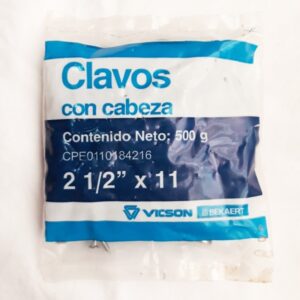 Clavos
con cabeza
Contenido Neto: 500 g
CPE0110184216
2 1/2” x 11
VICSON BEKAERT